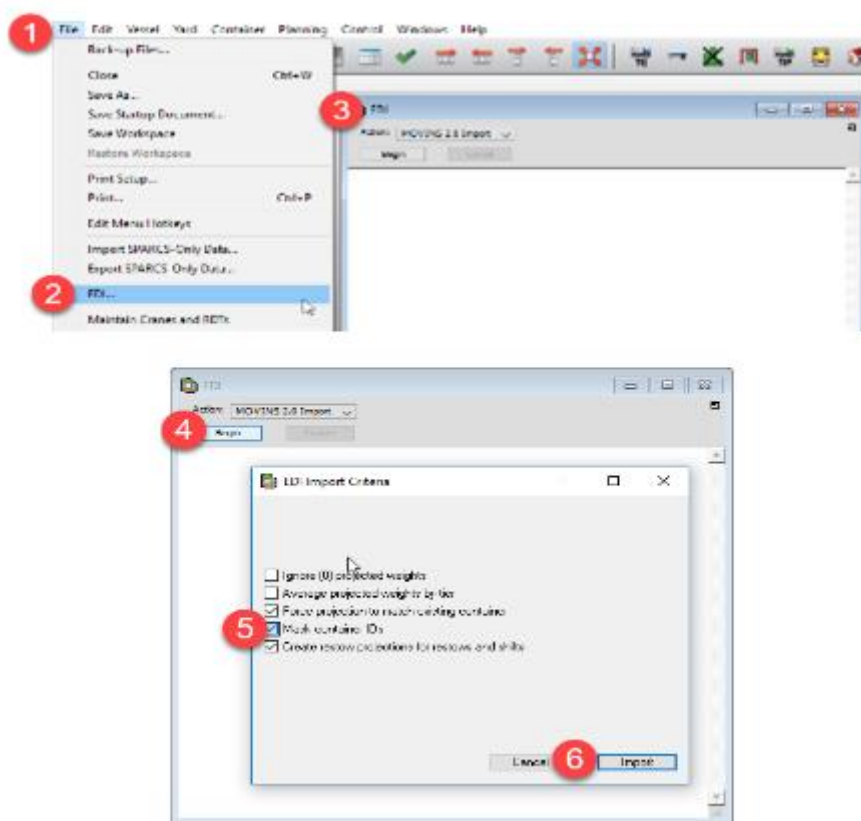 1
File Edit Vessel Yard Container Planning Control Windows Help
Back-up Files...
Close Ctrl+W
Save As...
Save Startup Document...
Save Workspace
Restore Workspace
Print Setup...
Print... Ctrl+P
Edit Menu Hotkeys
Import SPARCS-Only Data...
Export SPARCS-Only Data...
2
EDI...
Maintain Cranes and RDTs
3
EDI
Action: MOVINS 2.0 Import
Begin
EDI
Action: MOVINS 2.0 Import
4
Begin
EDI Import Criteria
Ignore (0) projected weights
Average projected weights by tier
Force projection to match existing container
5
Mask container IDs
Create restow projections for restows and shifts
Cancel
6
Import